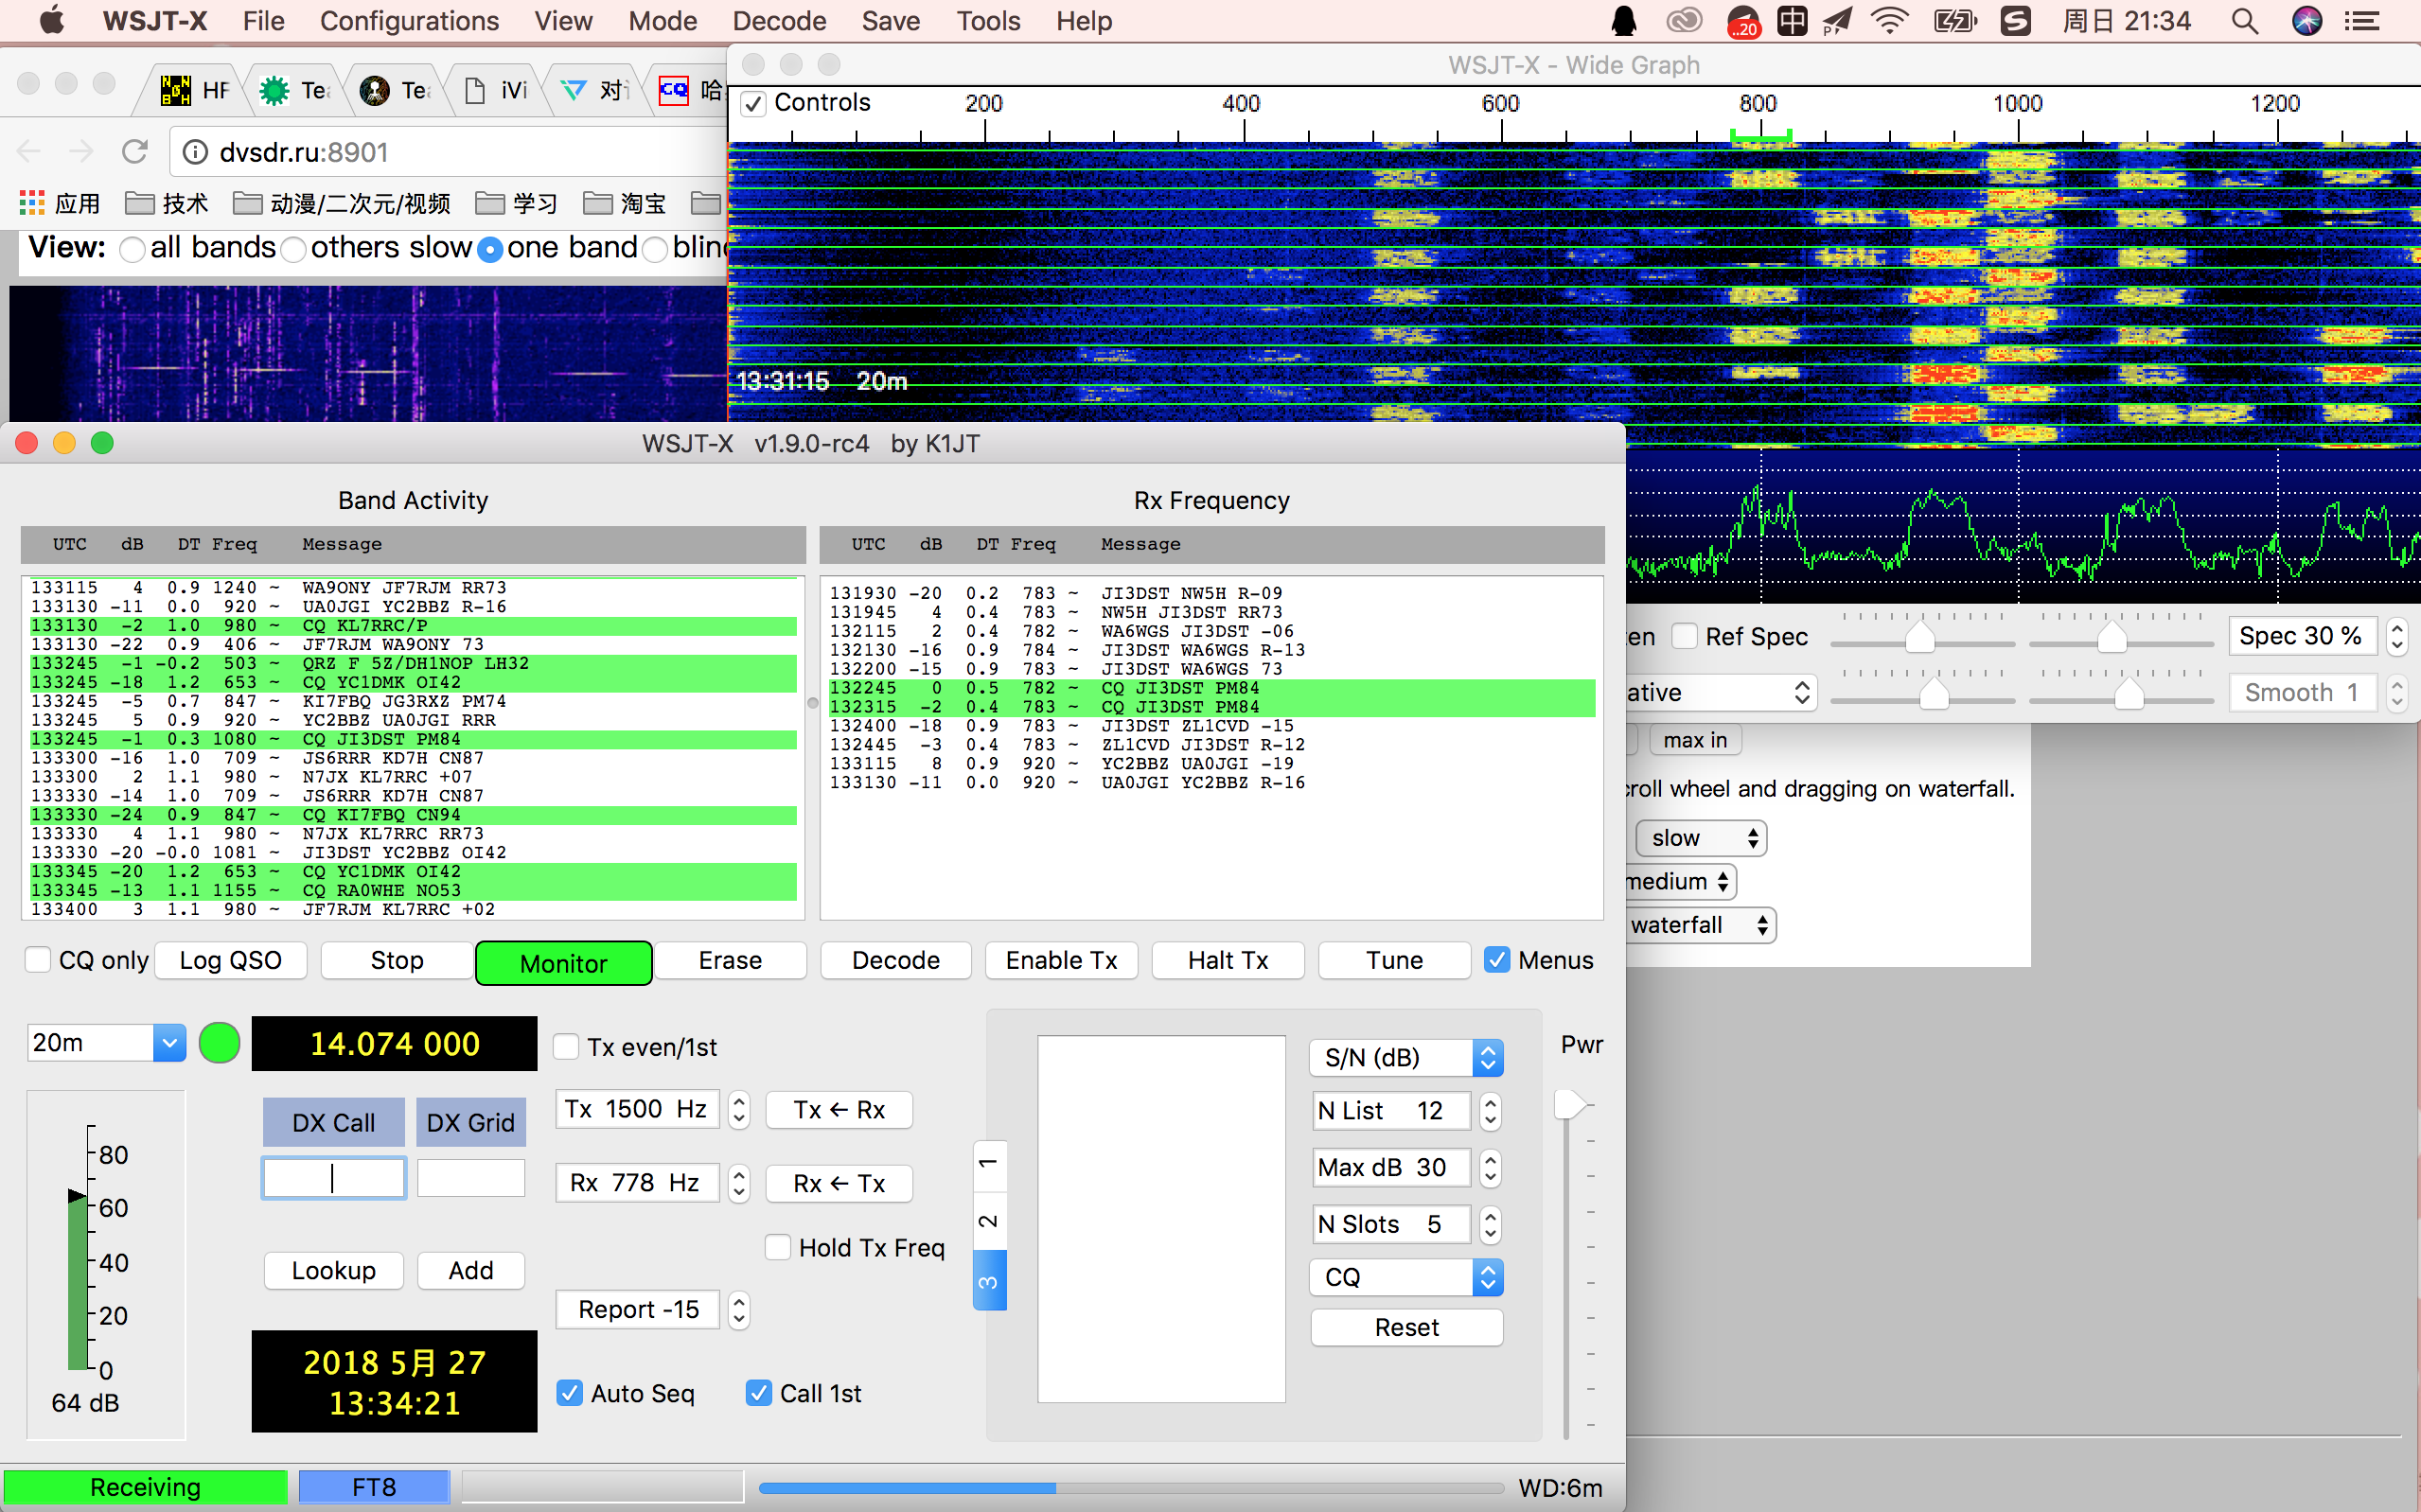 WSJT-X File Configurations View Mode Decode Save Tools Help
..20 中 P 周日 21:34
HF Tea Tea iVi 对 CQ 哈
dvsdr.ru:8901
应用 技术 动漫/二次元/视频 学习 淘宝
View: all bands others slow one band blin
WSJT-X - Wide Graph
Controls 200 400 600 800 1000 1200
13:31:15 20m
Ref Spec Spec 30 %
ative Smooth 1
max in
croll wheel and dragging on waterfall.
slow
medium
waterfall
WSJT-X v1.9.0-rc4 by K1JT
Band Activity
UTC dB DT Freq Message
133115 4 0.9 1240 ~ WA9ONY JF7RJM RR73
133130 -11 0.0 920 ~ UA0JGI YC2BBZ R-16
133130 -2 1.0 980 ~ CQ KL7RRC/P
133130 -22 0.9 406 ~ JF7RJM WA9ONY 73
133245 -1 -0.2 503 ~ QRZ F 5Z/DH1NOP LH32
133245 -18 1.2 653 ~ CQ YC1DMK OI42
133245 -5 0.7 847 ~ KI7FBQ JG3RXZ PM74
133245 5 0.9 920 ~ YC2BBZ UA0JGI RRR
133245 -1 0.3 1080 ~ CQ JI3DST PM84
133300 -16 1.0 709 ~ JS6RRR KD7H CN87
133300 2 1.1 980 ~ N7JX KL7RRC +07
133330 -14 1.0 709 ~ JS6RRR KD7H CN87
133330 -24 0.9 847 ~ CQ KI7FBQ CN94
133330 4 1.1 980 ~ N7JX KL7RRC RR73
133330 -20 -0.0 1081 ~ JI3DST YC2BBZ OI42
133345 -20 1.2 653 ~ CQ YC1DMK OI42
133345 -13 1.1 1155 ~ CQ RA0WHE NO53
133400 3 1.1 980 ~ JF7RJM KL7RRC +02
Rx Frequency
UTC dB DT Freq Message
131930 -20 0.2 783 ~ JI3DST NW5H R-09
131945 4 0.4 783 ~ NW5H JI3DST RR73
132115 2 0.4 782 ~ WA6WGS JI3DST -06
132130 -16 0.9 784 ~ JI3DST WA6WGS R-13
132200 -15 0.9 783 ~ JI3DST WA6WGS 73
132245 0 0.5 782 ~ CQ JI3DST PM84
132315 -2 0.4 783 ~ CQ JI3DST PM84
132400 -18 0.9 783 ~ JI3DST ZL1CVD -15
132445 -3 0.4 783 ~ ZL1CVD JI3DST R-12
133115 8 0.9 920 ~ YC2BBZ UA0JGI -19
133130 -11 0.0 920 ~ UA0JGI YC2BBZ R-16
CQ only Log QSO Stop Monitor Erase Decode Enable Tx Halt Tx Tune Menus
20m 14.074 000 Tx even/1st
DX Call DX Grid Tx 1500 Hz Tx ← Rx
Rx 778 Hz Rx ← Tx
Hold Tx Freq
Lookup Add
Report -15
2018 5月 27
13:34:21
Auto Seq Call 1st
80
60
40
20
0
64 dB
1
2
3
S/N (dB)
N List 12
Max dB 30
N Slots 5
CQ
Reset
Pwr
Receiving FT8 WD:6m